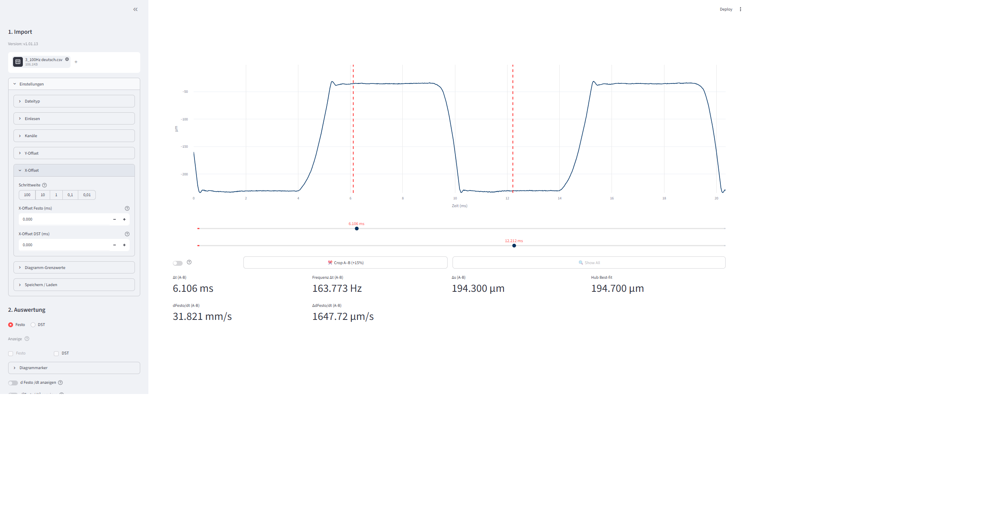 Deploy
1. Import
Version: v1.01.13
3_100Hz deutsch.csv
106.1KB
Einstellungen
Dateityp
Einlesen
Kanäle
Y-Offset
X-Offset
Schrittweite
100 10 1 0,1 0,01
X-Offset Festo (ms)
0.000
X-Offset DST (ms)
0.000
Diagramm-Grenzwerte
Speichern / Laden
2. Auswertung
Festo DST
Anzeige
Festo DST
Diagrammarker
d Festo /dt anzeigen
−50
−100
−150
−200
µm
0 2 4 6 8 10 12 14 16 18 20
Zeit (ms)
6.106 ms
12.212 ms
Crop A–B (+15%)
Show All
Δt (A-B) Frequenz Δt (A-B) Δs (A-B) Hub Best-fit
6.106 ms 163.773 Hz 194.300 µm 194.700 µm
dFesto/dt (A-B) ΔdFesto/dt (A-B)
31.821 mm/s 1647.72 µm/s